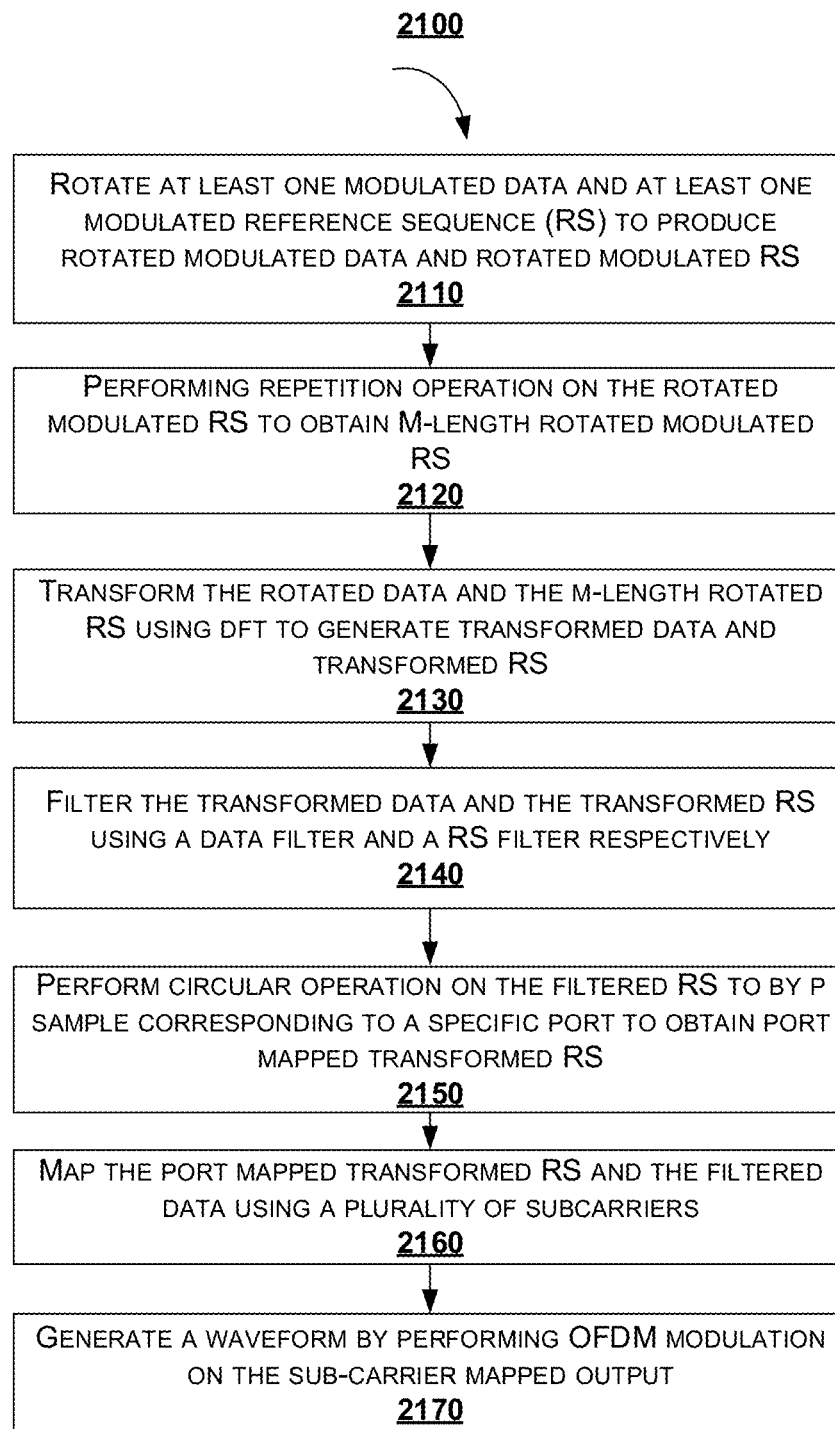 2100
ROTATE AT LEAST ONE MODULATED DATA AND AT LEAST ONE
MODULATED REFERENCE SEQUENCE (RS) TO PRODUCE
ROTATED MODULATED DATA AND ROTATED MODULATED RS
2110
PERFORMING REPETITION OPERATION ON THE ROTATED
MODULATED RS TO OBTAIN M-LENGTH ROTATED MODULATED
RS
2120
TRANSFORM THE ROTATED DATA AND THE M-LENGTH ROTATED
RS USING DFT TO GENERATE TRANSFORMED DATA AND
TRANSFORMED RS
2130
FILTER THE TRANSFORMED DATA AND THE TRANSFORMED RS
USING A DATA FILTER AND A RS FILTER RESPECTIVELY
2140
PERFORM CIRCULAR OPERATION ON THE FILTERED RS TO BY P
SAMPLE CORRESPONDING TO A SPECIFIC PORT TO OBTAIN PORT
MAPPED TRANSFORMED RS
2150
MAP THE PORT MAPPED TRANSFORMED RS AND THE FILTERED
DATA USING A PLURALITY OF SUBCARRIERS
2160
GENERATE A WAVEFORM BY PERFORMING OFDM MODULATION
ON THE SUB-CARRIER MAPPED OUTPUT
2170